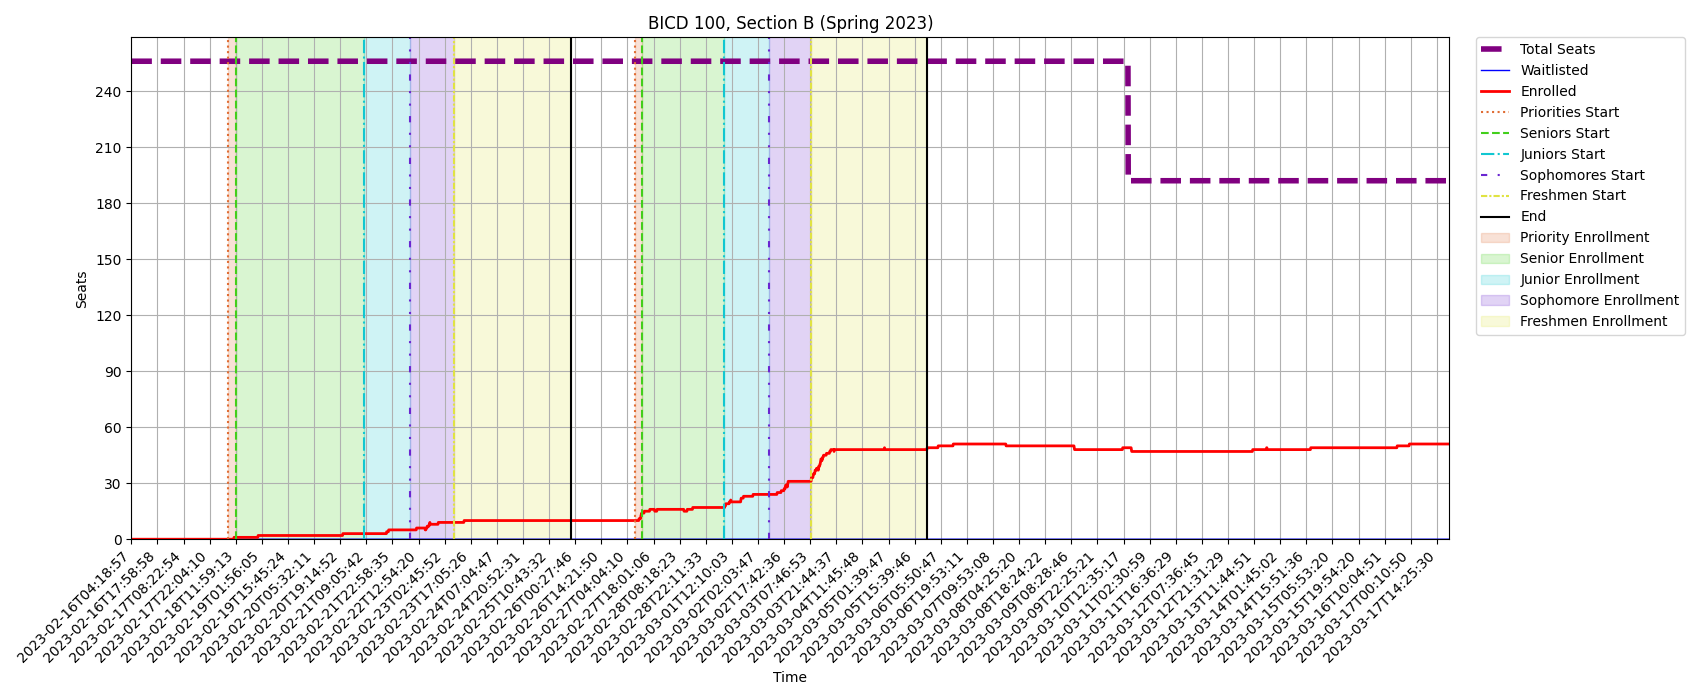 BICD 100, Section B (Spring 2023)
Seats
240
210
180
150
120
90
60
30
0
2023-02-16T04:18:57
2023-02-16T17:58:58
2023-02-17T08:22:54
2023-02-17T22:04:10
2023-02-18T11:59:13
2023-02-19T01:56:05
2023-02-19T15:45:24
2023-02-20T05:32:11
2023-02-20T19:14:52
2023-02-21T09:05:42
2023-02-21T22:58:35
2023-02-22T12:54:20
2023-02-23T02:45:52
2023-02-23T17:05:26
2023-02-24T07:04:47
2023-02-24T20:52:31
2023-02-25T10:43:32
2023-02-26T00:27:46
2023-02-26T14:21:50
2023-02-27T04:04:10
2023-02-27T18:01:06
2023-02-28T08:18:23
2023-02-28T22:11:33
2023-03-01T12:10:03
2023-03-02T02:03:47
2023-03-02T17:42:36
2023-03-03T07:46:53
2023-03-03T21:44:37
2023-03-04T11:45:48
2023-03-05T01:39:47
2023-03-05T15:39:46
2023-03-06T05:50:47
2023-03-06T19:53:11
2023-03-07T09:53:08
2023-03-08T04:25:20
2023-03-08T18:24:22
2023-03-09T08:28:46
2023-03-09T22:25:21
2023-03-10T12:35:17
2023-03-11T02:30:59
2023-03-11T16:36:29
2023-03-12T07:36:45
2023-03-12T21:31:29
2023-03-13T11:44:51
2023-03-14T01:45:02
2023-03-14T15:51:36
2023-03-15T05:53:20
2023-03-15T19:54:20
2023-03-16T10:04:51
2023-03-17T00:10:50
2023-03-17T14:25:30
Time
Total Seats
Waitlisted
Enrolled
Priorities Start
Seniors Start
Juniors Start
Sophomores Start
Freshmen Start
End
Priority Enrollment
Senior Enrollment
Junior Enrollment
Sophomore Enrollment
Freshmen Enrollment